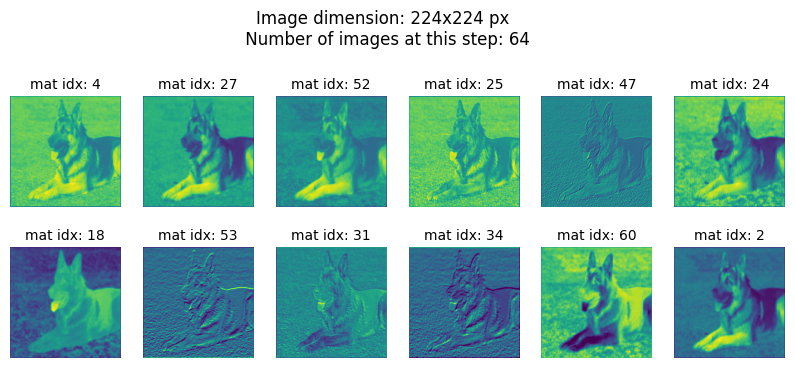 Image dimension: 224x224 px
Number of images at this step: 64
mat idx: 4
mat idx: 27
mat idx: 52
mat idx: 25
mat idx: 47
mat idx: 24
mat idx: 18
mat idx: 53
mat idx: 31
mat idx: 34
mat idx: 60
mat idx: 2